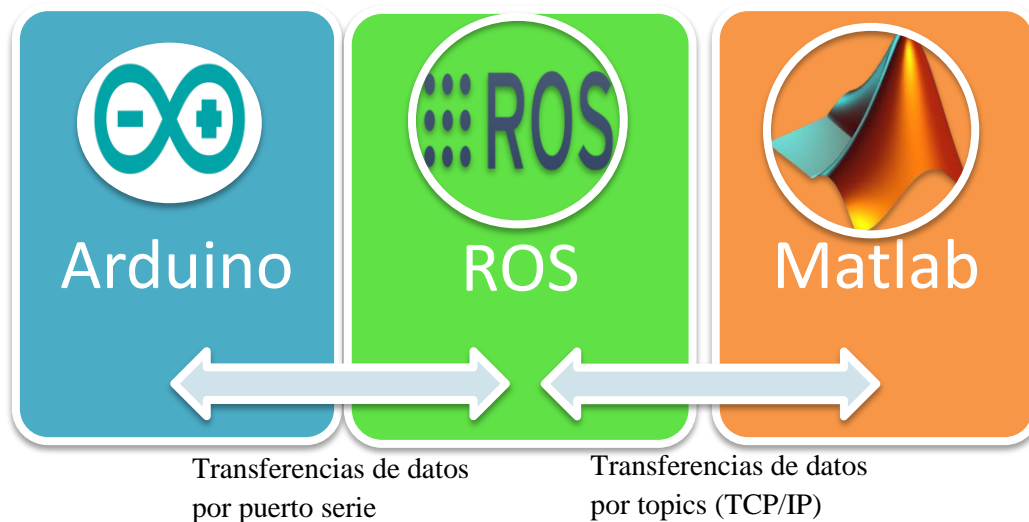 ROS
Arduino
ROS
Matlab
Transferencias de datos
por puerto serie
Transferencias de datos
por topics (TCP/IP)